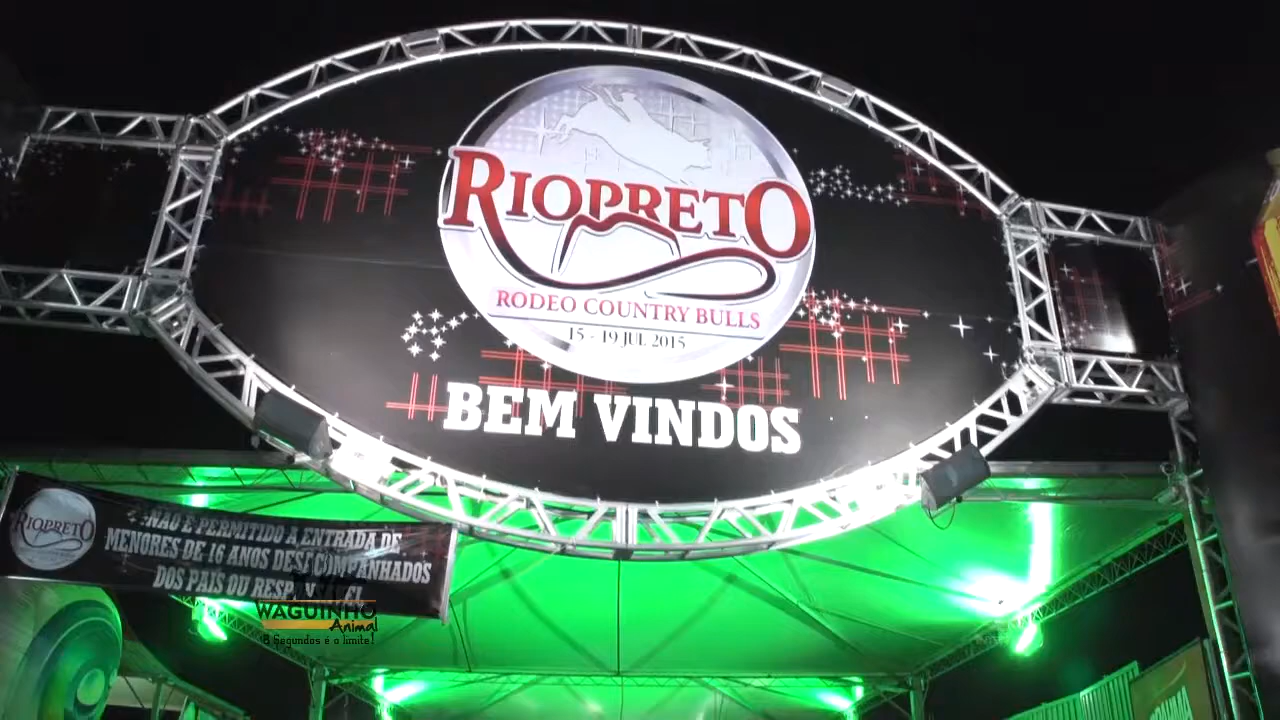 RIOPRETO
RODEO COUNTRY BULLS
15 - 19 JUL 2015
BEM VINDOS
RIOPRETO
NÃO É PERMITIDO A ENTRADA DE
MENORES DE 16 ANOS DESACOMPANHADOS
DOS PAIS OU
WAGUINHO
Animal
8 Segundos é o limite!